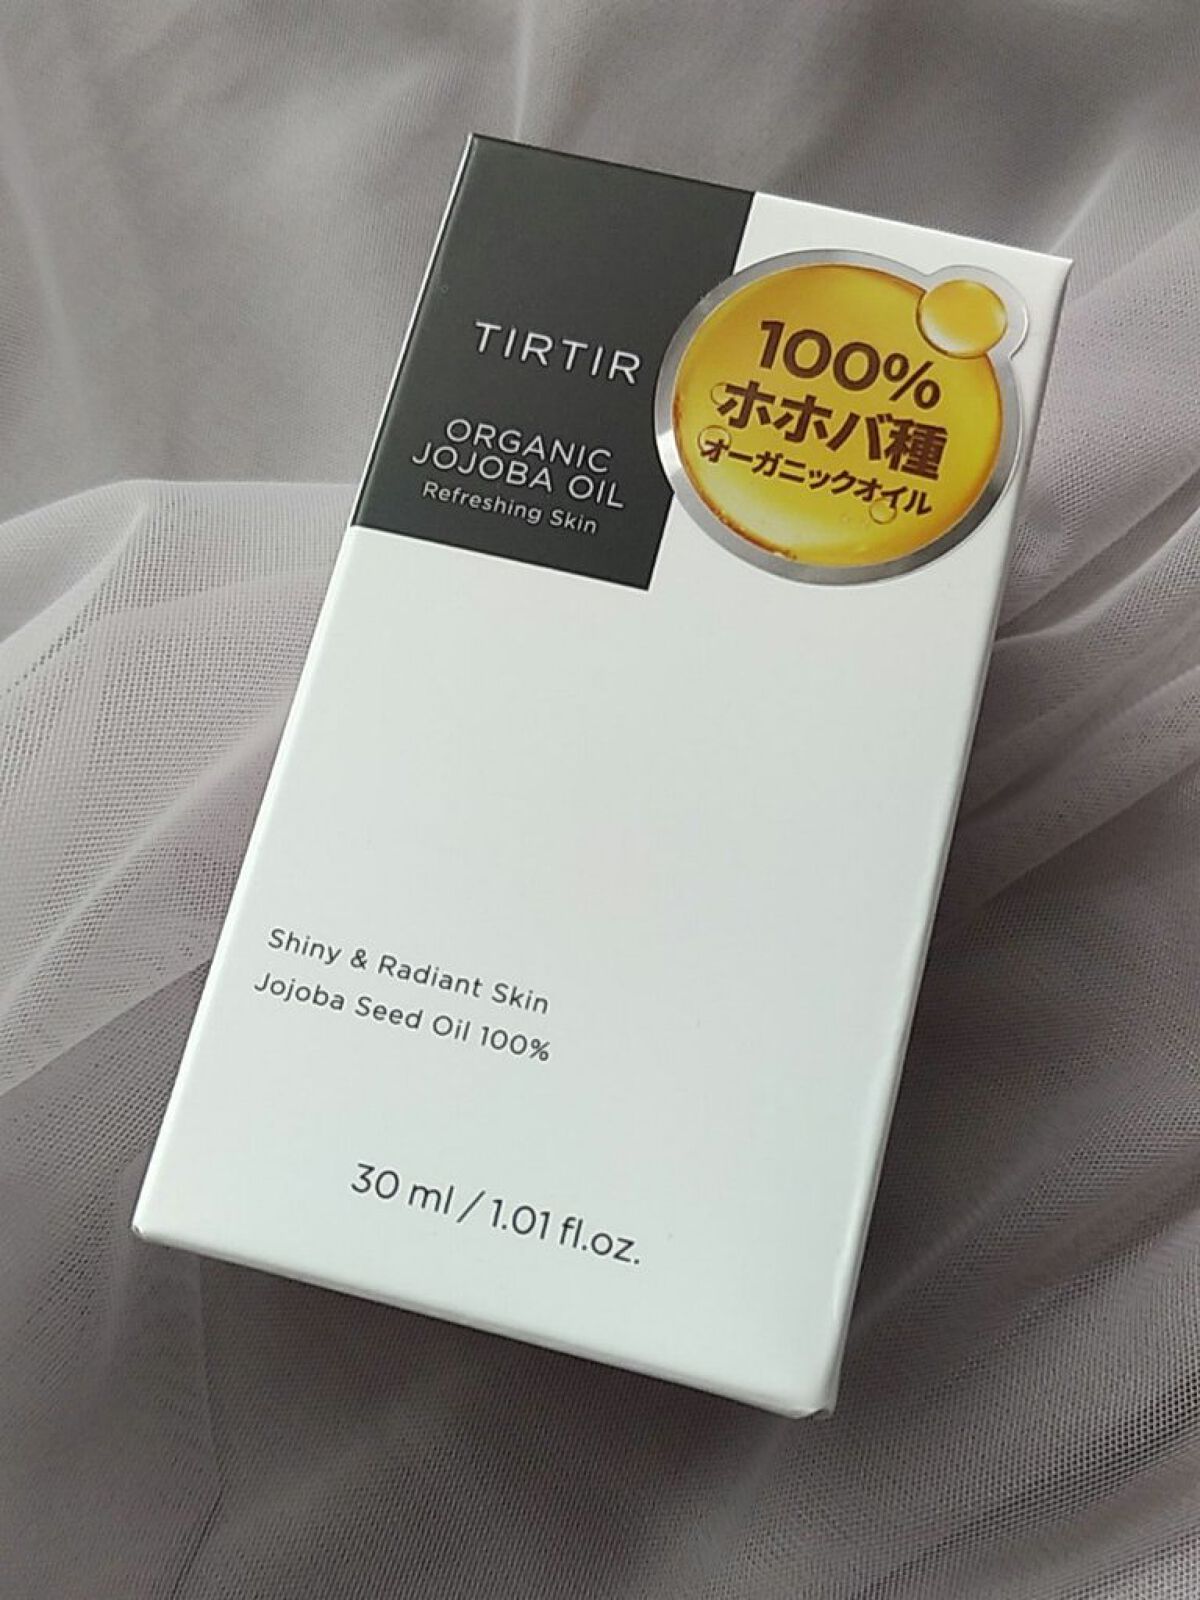 TIRTIR
ORGANIC
JOJOBA OIL
Refreshing Skin
100%
ホホバ種
オーガニックオイル
Shiny & Radiant Skin
Jojoba Seed Oil 100%
30 ml / 1.01 fl.oz.